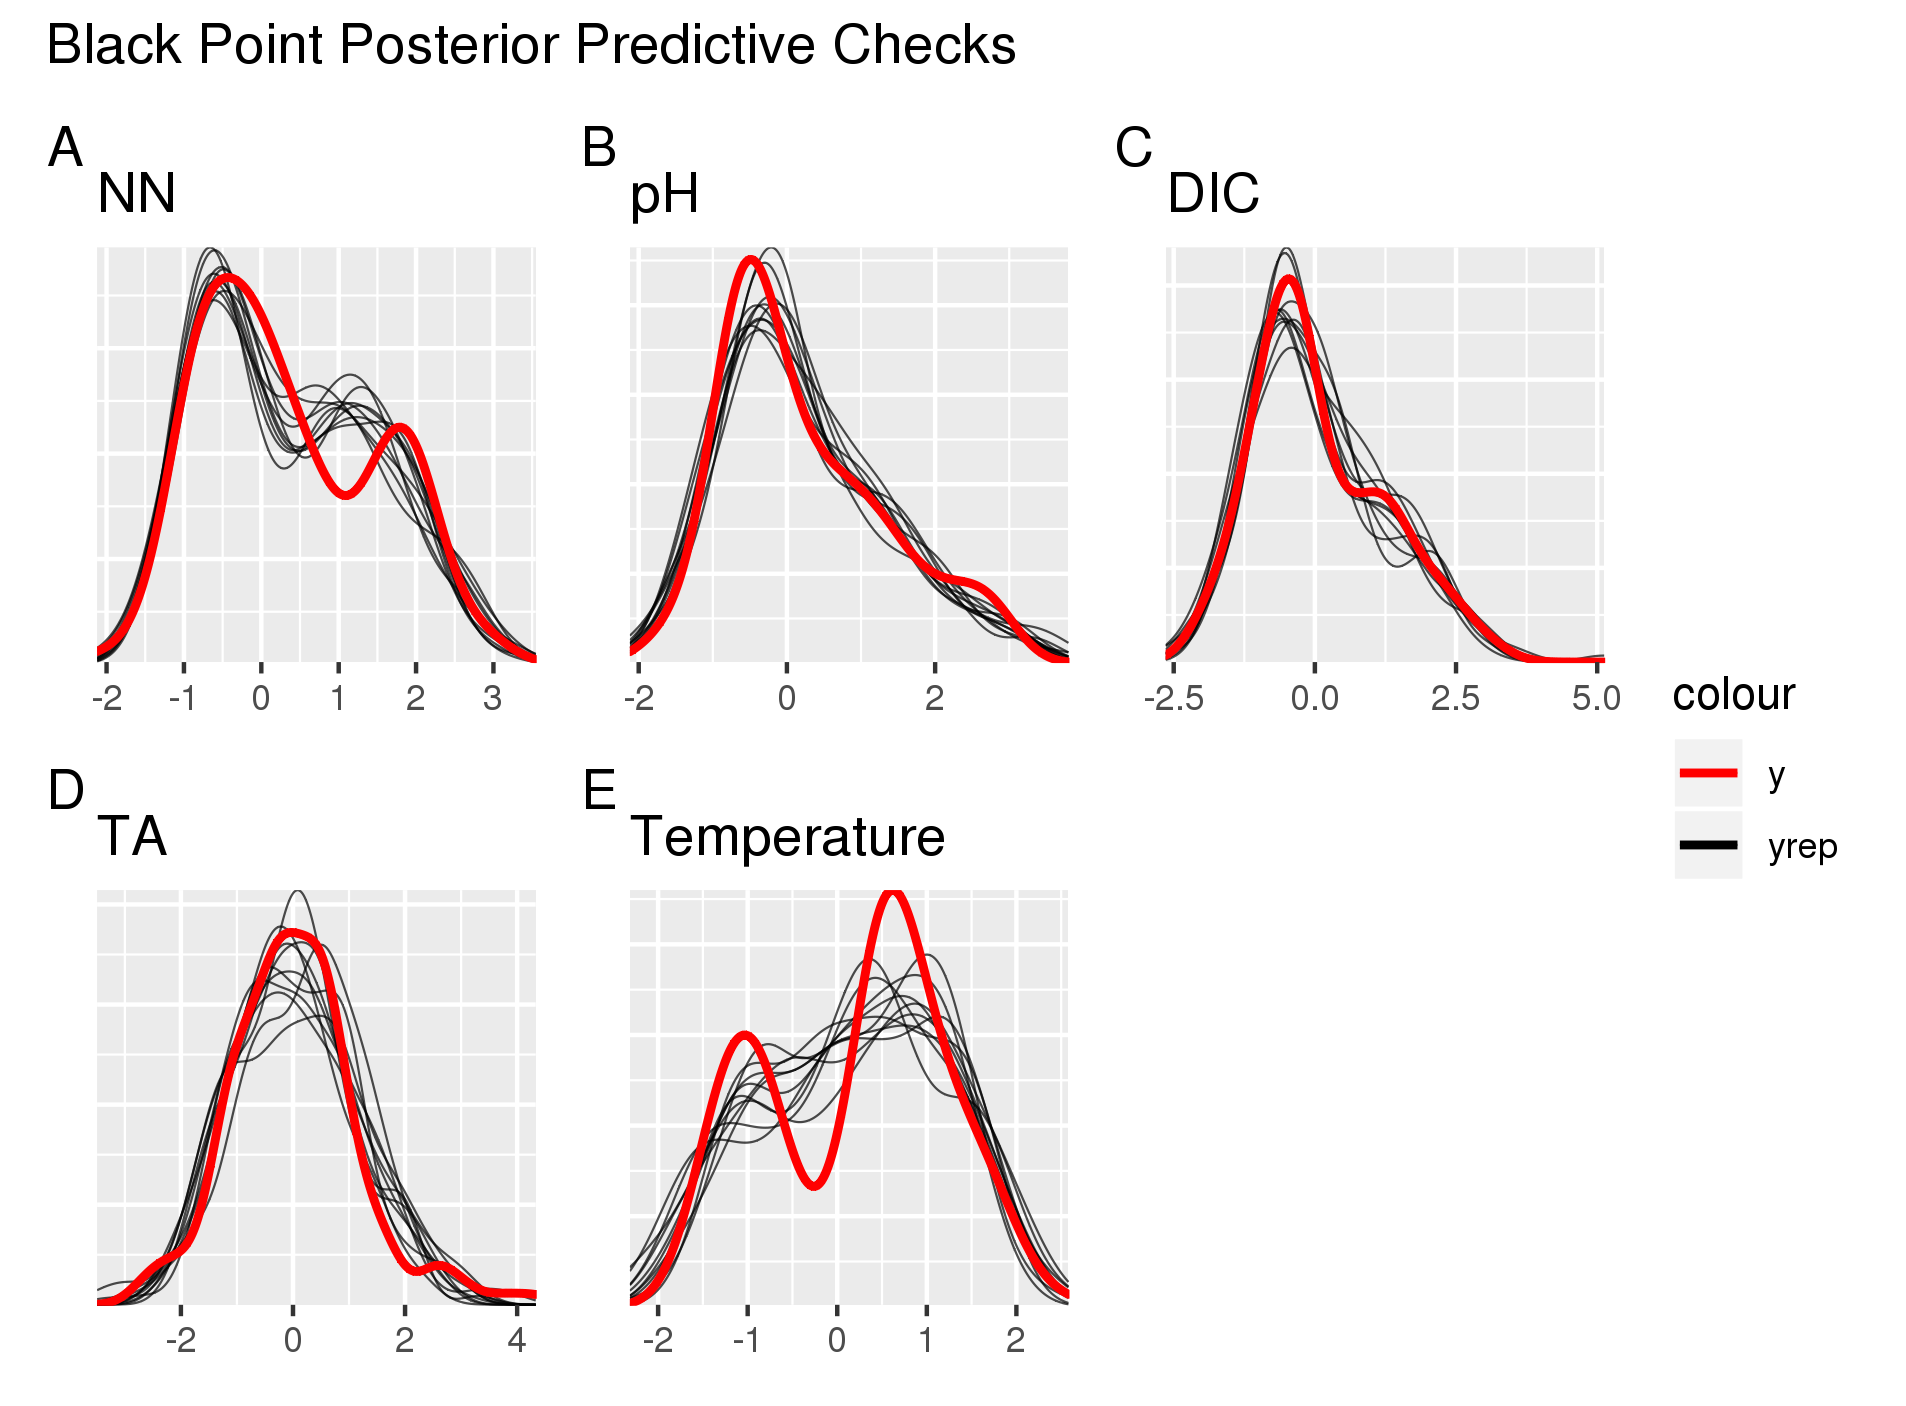 Black Point Posterior Predictive Checks
A
NN
-2 -1 0 1 2 3
B
pH
-2 0 2
C
DIC
-2.5 0.0 2.5 5.0
D
TA
-2 0 2 4
E
Temperature
-2 -1 0 1 2
colour
y
yrep